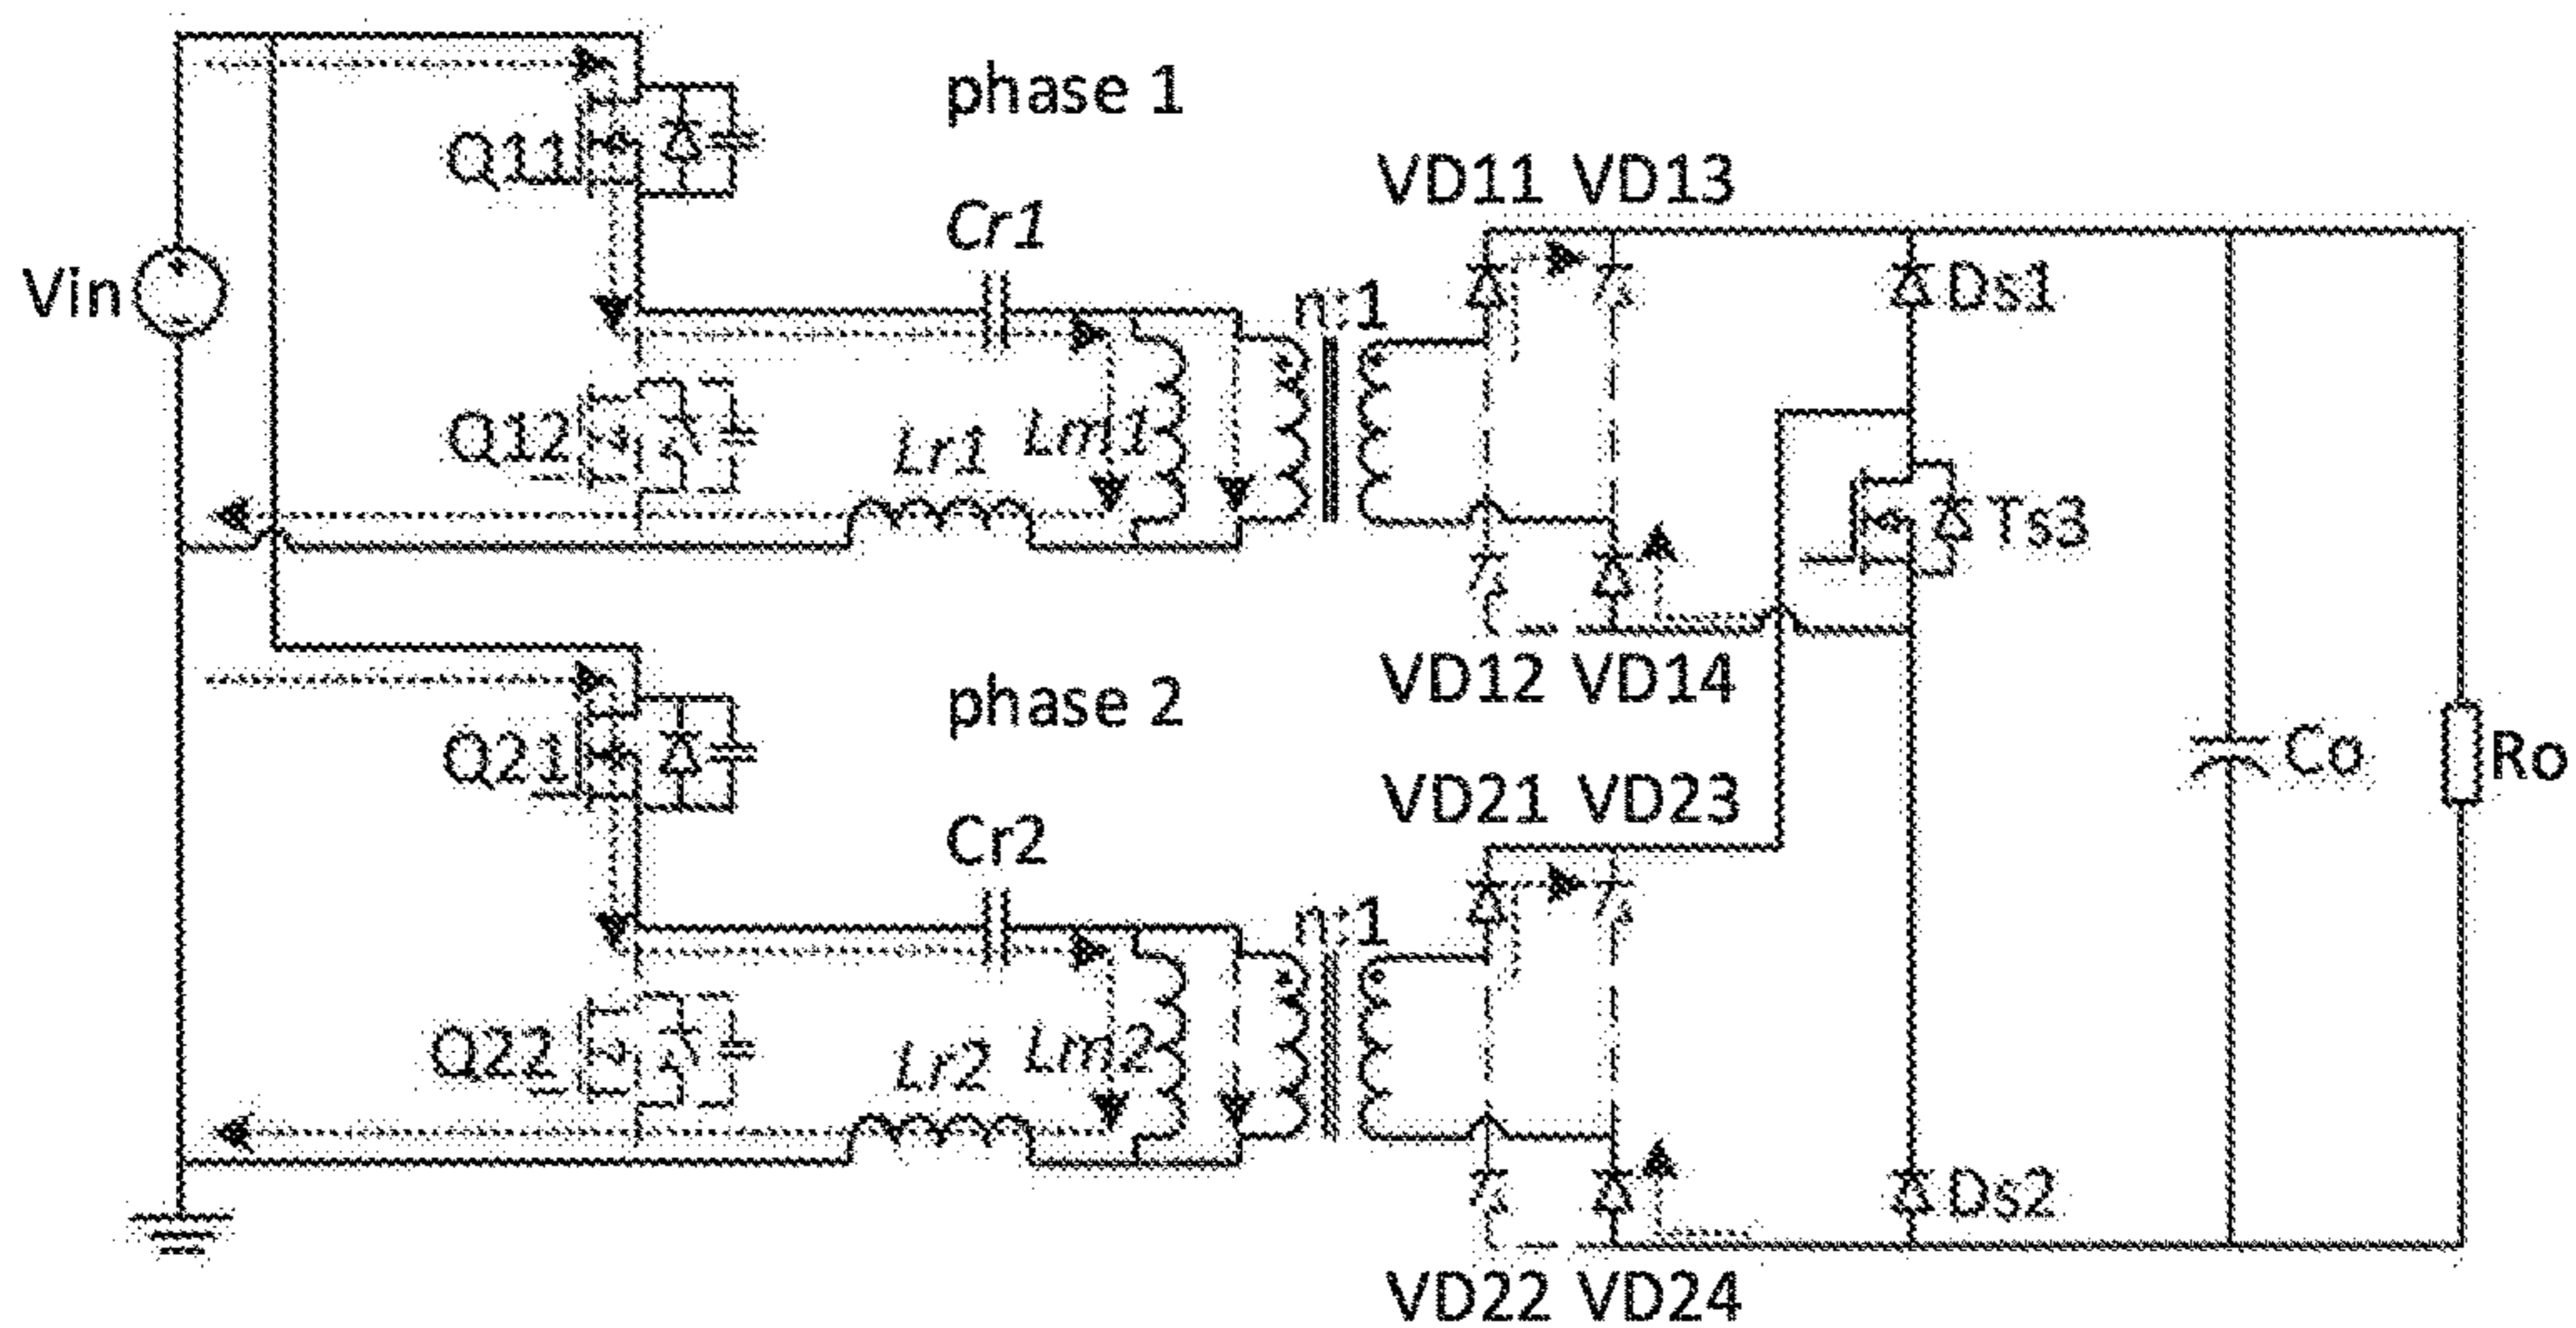 phase 1
Q11
Cr1
VD11 VD13
Vin
n:1
Ds1
Q12
Lr1
Lm1
Ts3
VD12 VD14
phase 2
Q21
Cr2
VD21 VD23
Co
Ro
n:1
Q22
Lr2
Lm2
Ds2
VD22 VD24